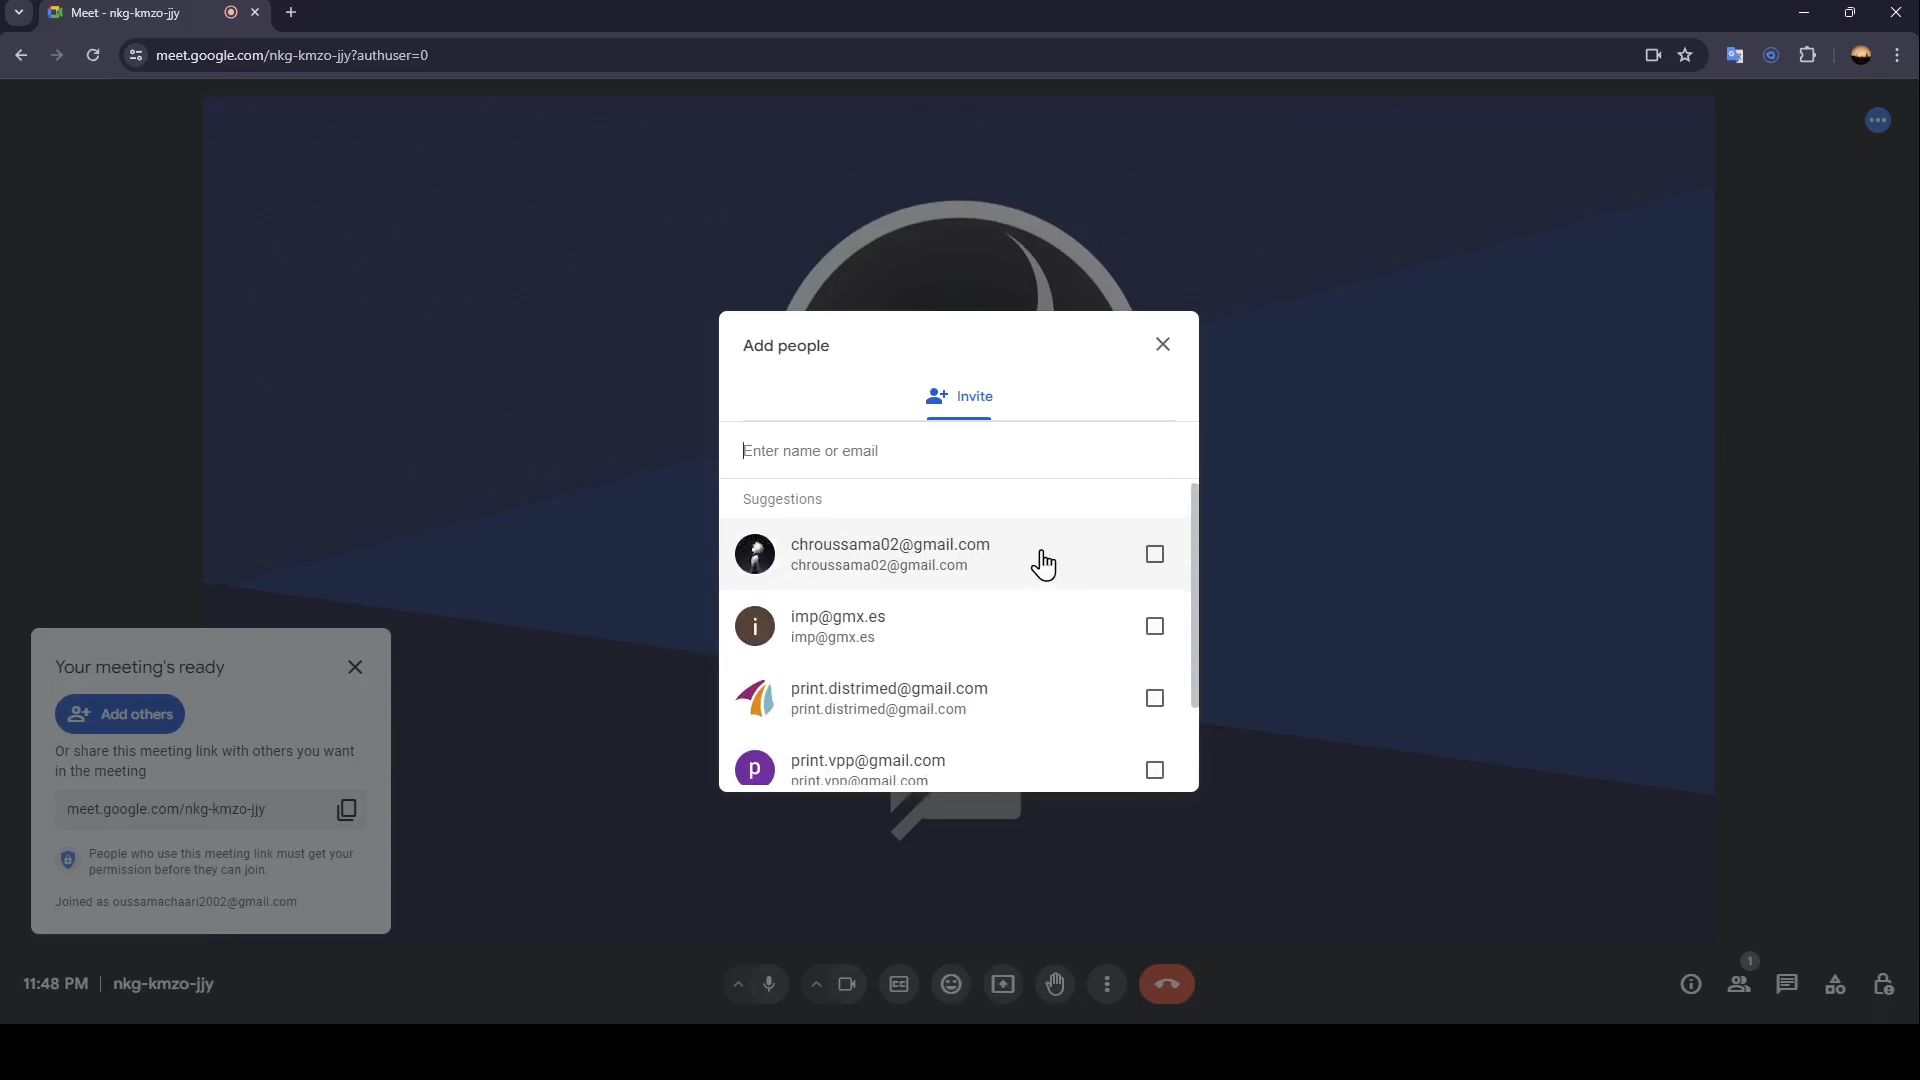 Meet - nkg-kmzo-jjy
meet.google.com/nkg-kmzo-jjy?authuser=0
Add people
Invite
Enter name or email
Suggestions
chroussama02@gmail.com
chroussama02@gmail.com
i
imp@gmx.es
imp@gmx.es
print.distrimed@gmail.com
print.distrimed@gmail.com
p
print.vpp@gmail.com
print.vpp@gmail.com
Your meeting's ready
Add others
Or share this meeting link with others you want
in the meeting
meet.google.com/nkg-kmzo-jjy
People who use this meeting link must get your
permission before they can join.
Joined as oussamachaari2002@gmail.com
11:48 PM | nkg-kmzo-jjy
1